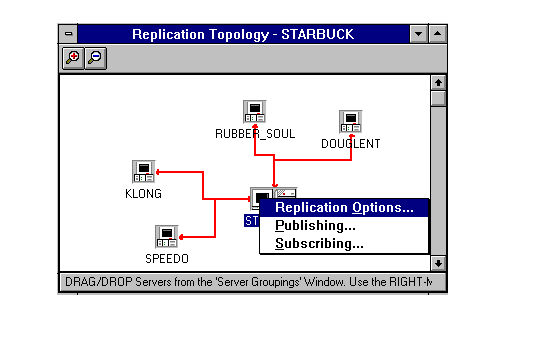 Replication Topology - STARBUCK
RUBBER_SOUL
DOUGLENT
KLONG
ST
Replication Options...
Publishing...
Subscribing...
SPEEDO
DRAG/DROP Servers from the 'Server Groupings' Window. Use the RIGHT-M